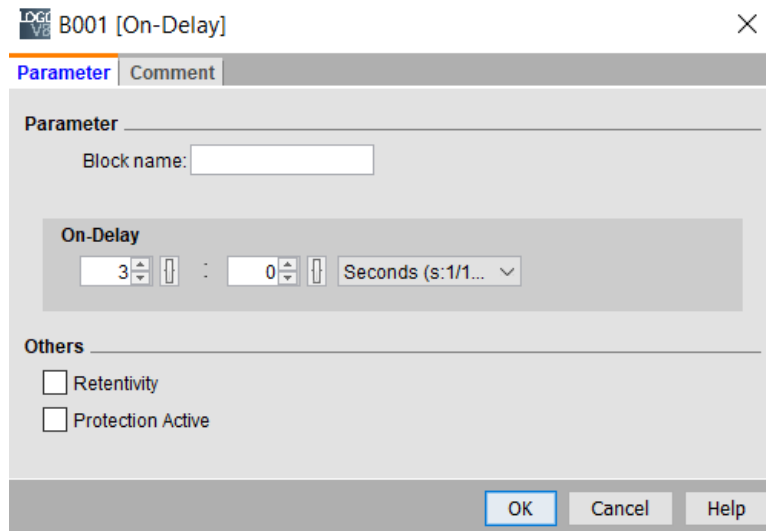 LOGO V8 B001 [On-Delay]
Parameter Comment
Parameter
Block name:
On-Delay
3 : 0 Seconds (s:1/1...
Others
Retentivity
Protection Active
OK Cancel Help